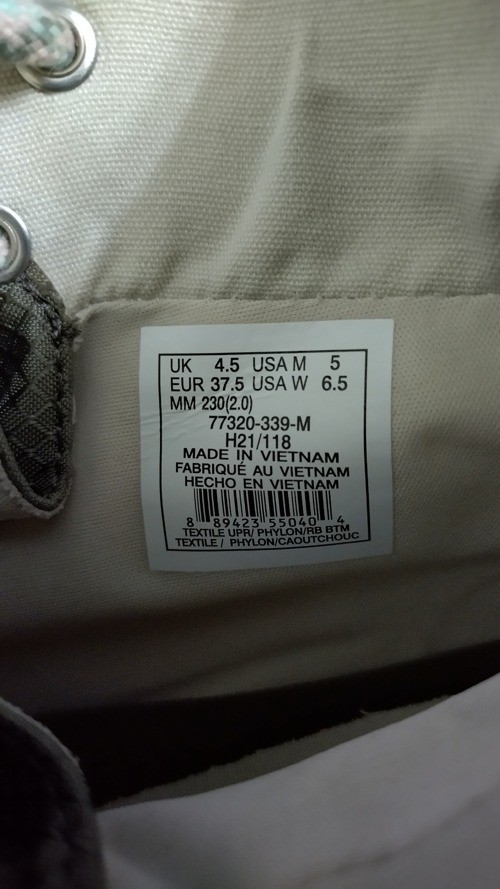 UK 4.5 USA M 5
EUR 37.5 USA W 6.5
MM 230(2.0)
77320-339-M
H21/118
MADE IN VIETNAM
FABRIQUÉ AU VIETNAM
HECHO EN VIETNAM
8 89423 55040 4
TEXTILE UPR/ PHYLON/RB BTM
TEXTILE / PHYLON/CAOUTCHOUC